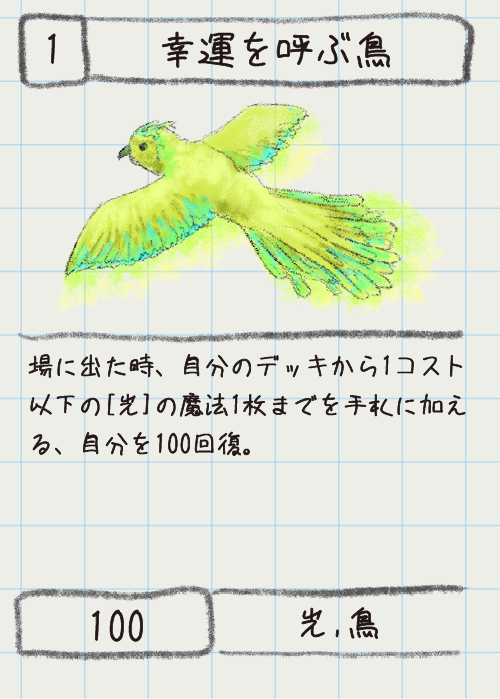 1
幸運を呼ぶ鳥
場に出た時、自分のデッキから1コスト
以下の[光]の魔法1枚までを手札に加え
る、自分を100回復。
100
光,鳥